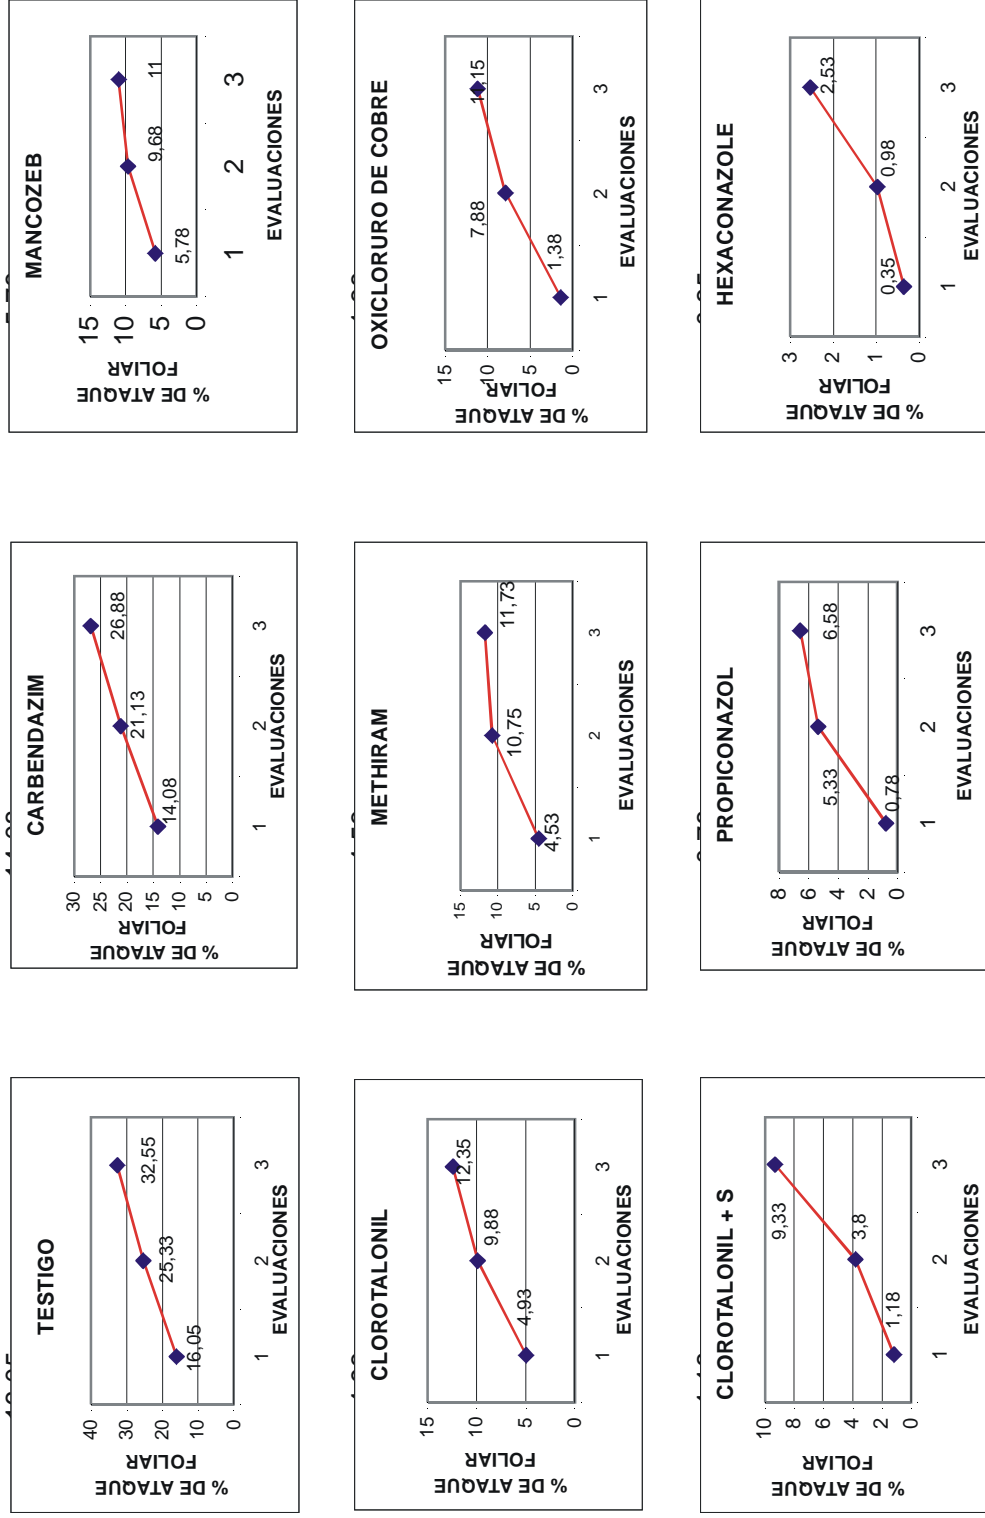 TESTIGO
% DE ATAQUE
FOLIAR
40
30
20
10
0
16,05
25,33
32,55
1 2 3
EVALUACIONES
CARBENDAZIM
% DE ATAQUE
FOLIAR
30
25
20
15
10
5
0
14,08
21,13
26,88
1 2 3
EVALUACIONES
MANCOZEB
% DE ATAQUE
FOLIAR
15
10
5
0
5,78
9,68
11
1 2 3
EVALUACIONES
CLOROTALONIL
% DE ATAQUE
FOLIAR
15
10
5
0
4,93
9,88
12,35
1 2 3
EVALUACIONES
METHIRAM
% DE ATAQUE
FOLIAR
15
10
5
0
4,53
10,75
11,73
1 2 3
EVALUACIONES
OXICLORURO DE COBRE
% DE ATAQUE
FOLIAR
15
10
5
0
1,38
7,88
11,15
1 2 3
EVALUACIONES
CLOROTALONIL + S
% DE ATAQUE
FOLIAR
10
8
6
4
2
0
1,18
3,8
9,33
1 2 3
EVALUACIONES
PROPICONAZOL
% DE ATAQUE
FOLIAR
8
6
4
2
0
0,78
5,33
6,58
1 2 3
EVALUACIONES
HEXACONAZOLE
% DE ATAQUE
FOLIAR
3
2
1
0
0,35
0,98
2,53
1 2 3
EVALUACIONES